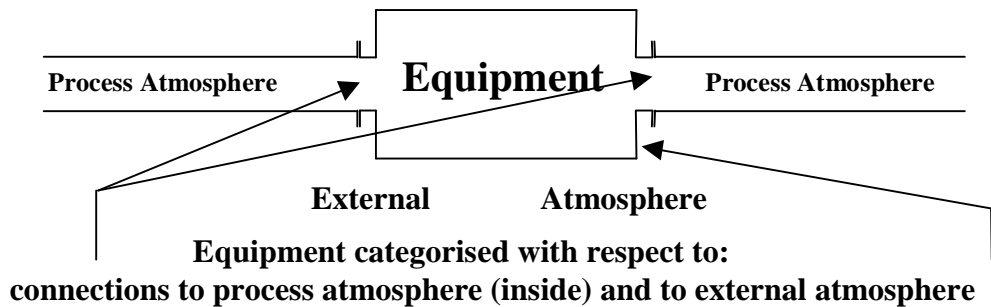 Process Atmosphere Equipment Process Atmosphere
External Atmosphere
Equipment categorised with respect to:
connections to process atmosphere (inside) and to external atmosphere